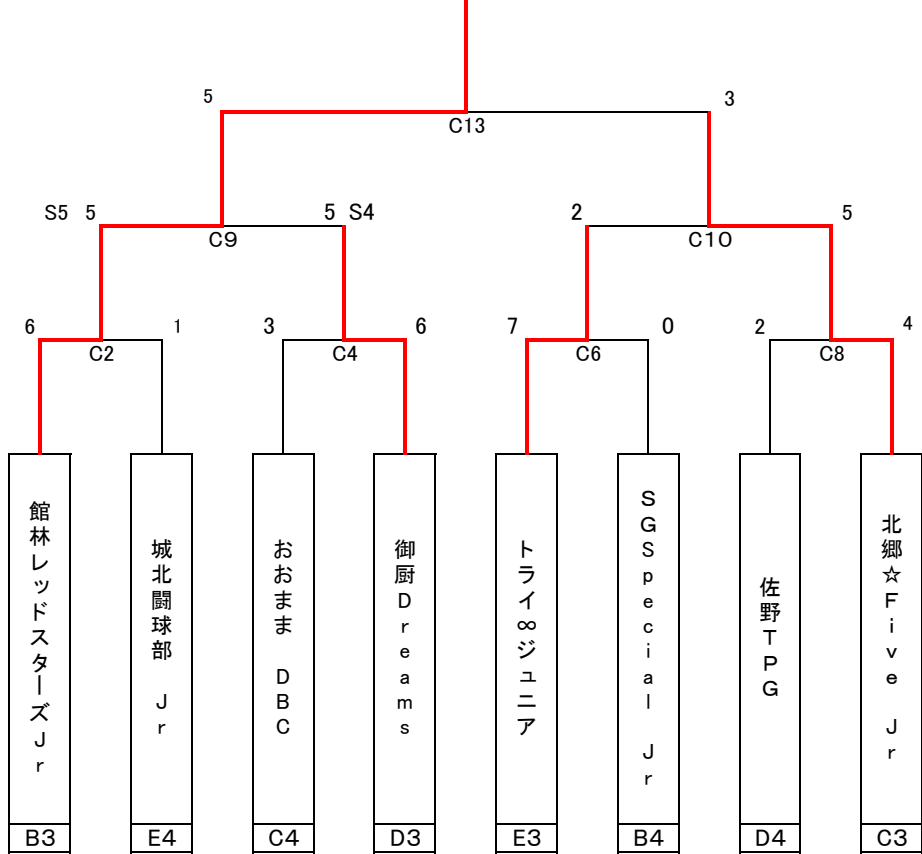 5 3
C13
S5 5 5 S4 2 5
C9 C10
6 1 3 6 7 0 2 4
C2 C4 C6 C8
館林レッドスターズJr
城北闘球部 Jr
おおまま DBC
御厨Dreams
トライ∞ジュニア
SGSpecial Jr
佐野TPG
北郷☆Five Jr
B3 E4 C4 D3 E3 B4 D4 C3